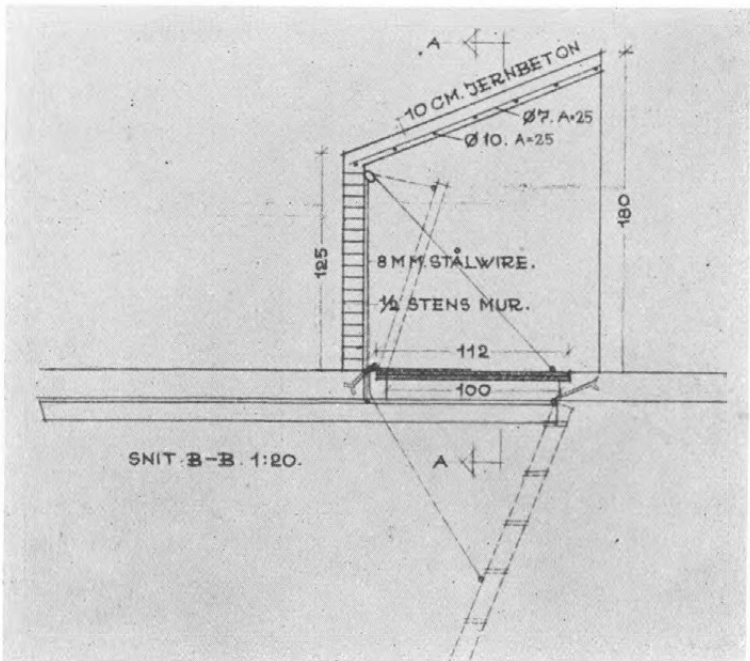 A
10 CM. JERNBETON
Ø7. A=25
Ø10. A=25
180
125
8 MM. STÅLWIRE.
½ STENS MUR.
112
100
SNIT B-B. 1:20.
A